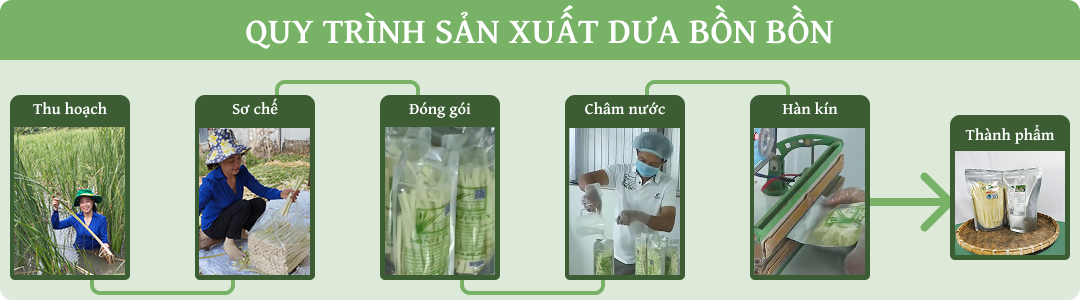 QUY TRÌNH SẢN XUẤT DƯA BỒN BỒN
Thu hoạch
Sơ chế
Đóng gói
Châm nước
Hàn kín
Thành phẩm